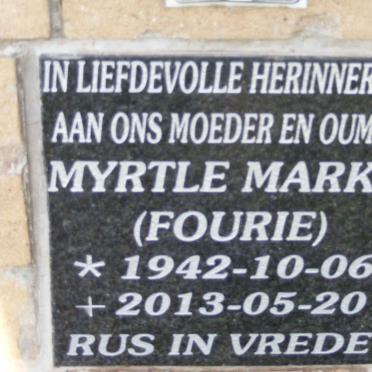 IN LIEFDEVOLLE HERINNER
AAN ONS MOEDER EN OUM
MYRTLE MARK
(FOURIE)
* 1942-10-06
+ 2013-05-20
RUS IN VREDE